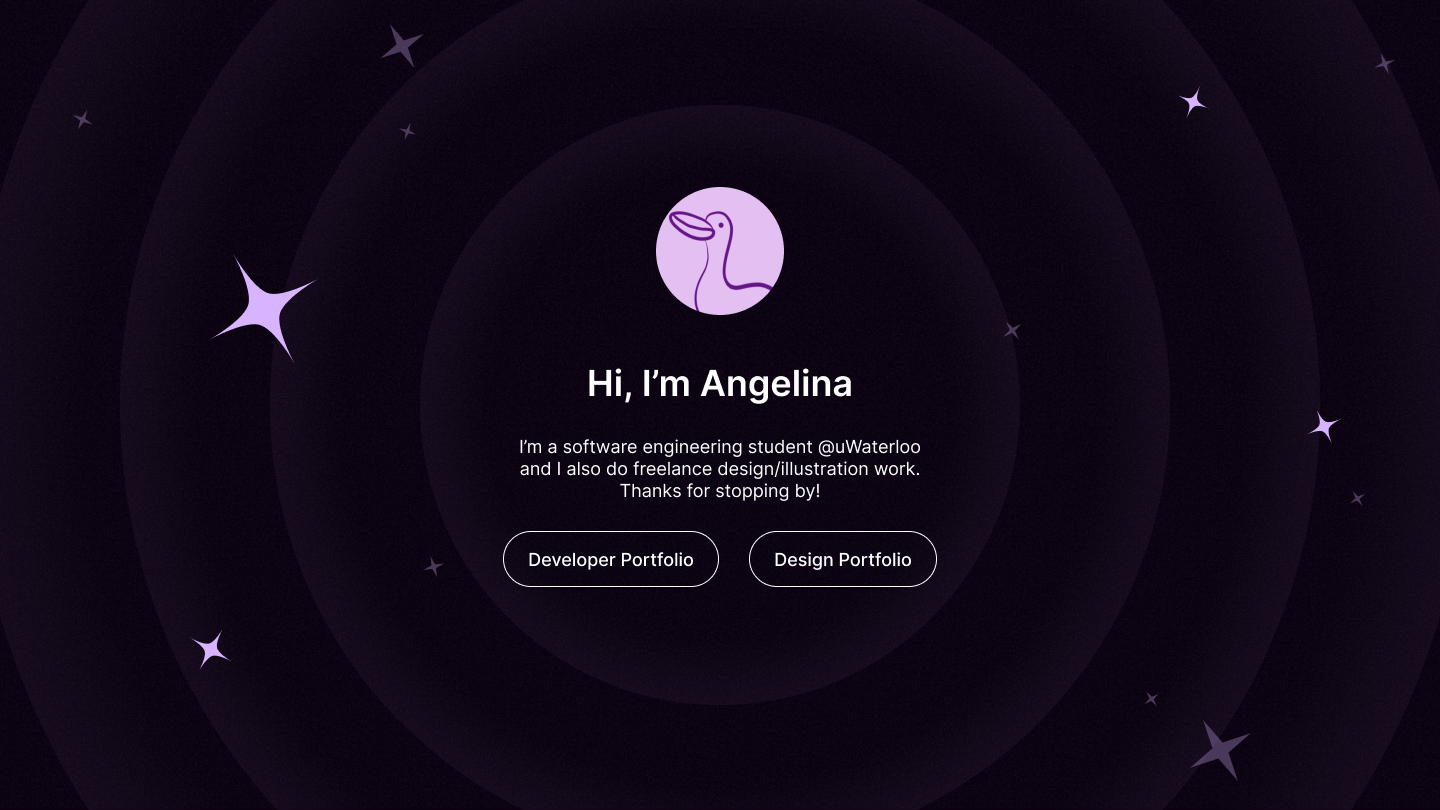 Hi, I’m Angelina
I’m a software engineering student @uWaterloo
and I also do freelance design/illustration work.
Thanks for stopping by!
Developer Portfolio
Design Portfolio